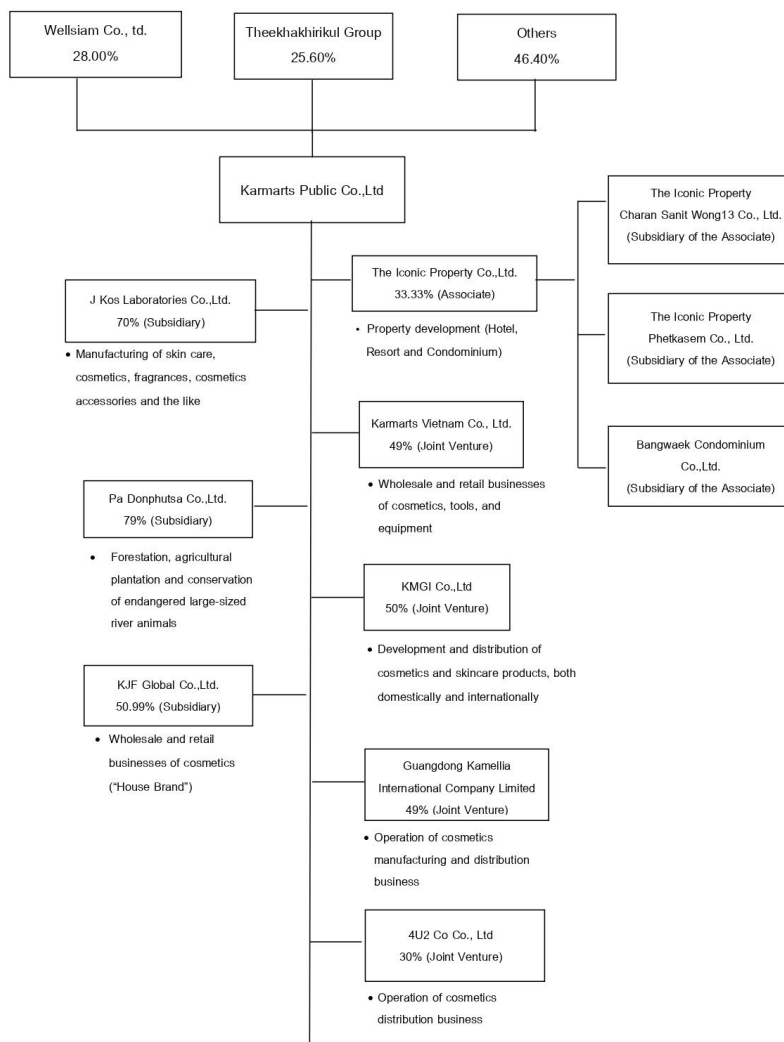 Wellsiam Co., td.
28.00%
Theekhakhirikul Group
25.60%
Others
46.40%
Karmarts Public Co.,Ltd
The Iconic Property
Charan Sanit Wong13 Co., Ltd.
(Subsidiary of the Associate)
The Iconic Property Co.,Ltd.
33.33% (Associate)
• Property development (Hotel,
Resort and Condominium)
J Kos Laboratories Co.,Ltd.
70% (Subsidiary)
• Manufacturing of skin care,
cosmetics, fragrances, cosmetics
accessories and the like
The Iconic Property
Phetkasem Co., Ltd.
(Subsidiary of the Associate)
Karmarts Vietnam Co., Ltd.
49% (Joint Venture)
• Wholesale and retail businesses
of cosmetics, tools, and
equipment
Bangwaek Condominium
Co.,Ltd.
(Subsidiary of the Associate)
Pa Donphutsa Co.,Ltd.
79% (Subsidiary)
• Forestation, agricultural
plantation and conservation
of endangered large-sized
river animals
KMGI Co.,Ltd
50% (Joint Venture)
• Development and distribution of
cosmetics and skincare products, both
domestically and internationally
KJF Global Co.,Ltd.
50.99% (Subsidiary)
• Wholesale and retail
businesses of cosmetics
(“House Brand”)
Guangdong Kamellia
International Company Limited
49% (Joint Venture)
• Operation of cosmetics
manufacturing and distribution
business
4U2 Co Co., Ltd
30% (Joint Venture)
• Operation of cosmetics
distribution business